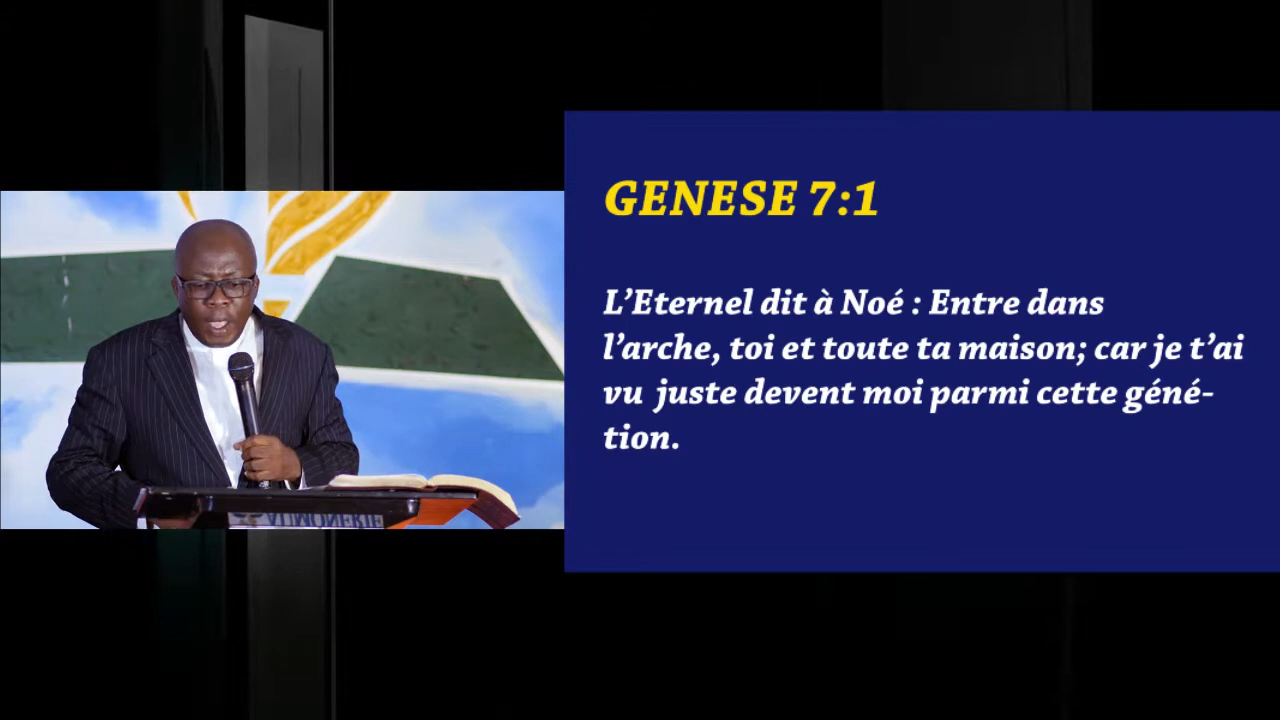 GENESE 7:1
L’Eternel dit à Noé : Entre dans
l’arche, toi et toute ta maison; car je t’ai
vu juste devent moi parmi cette géné-
tion.
AUMONERIE